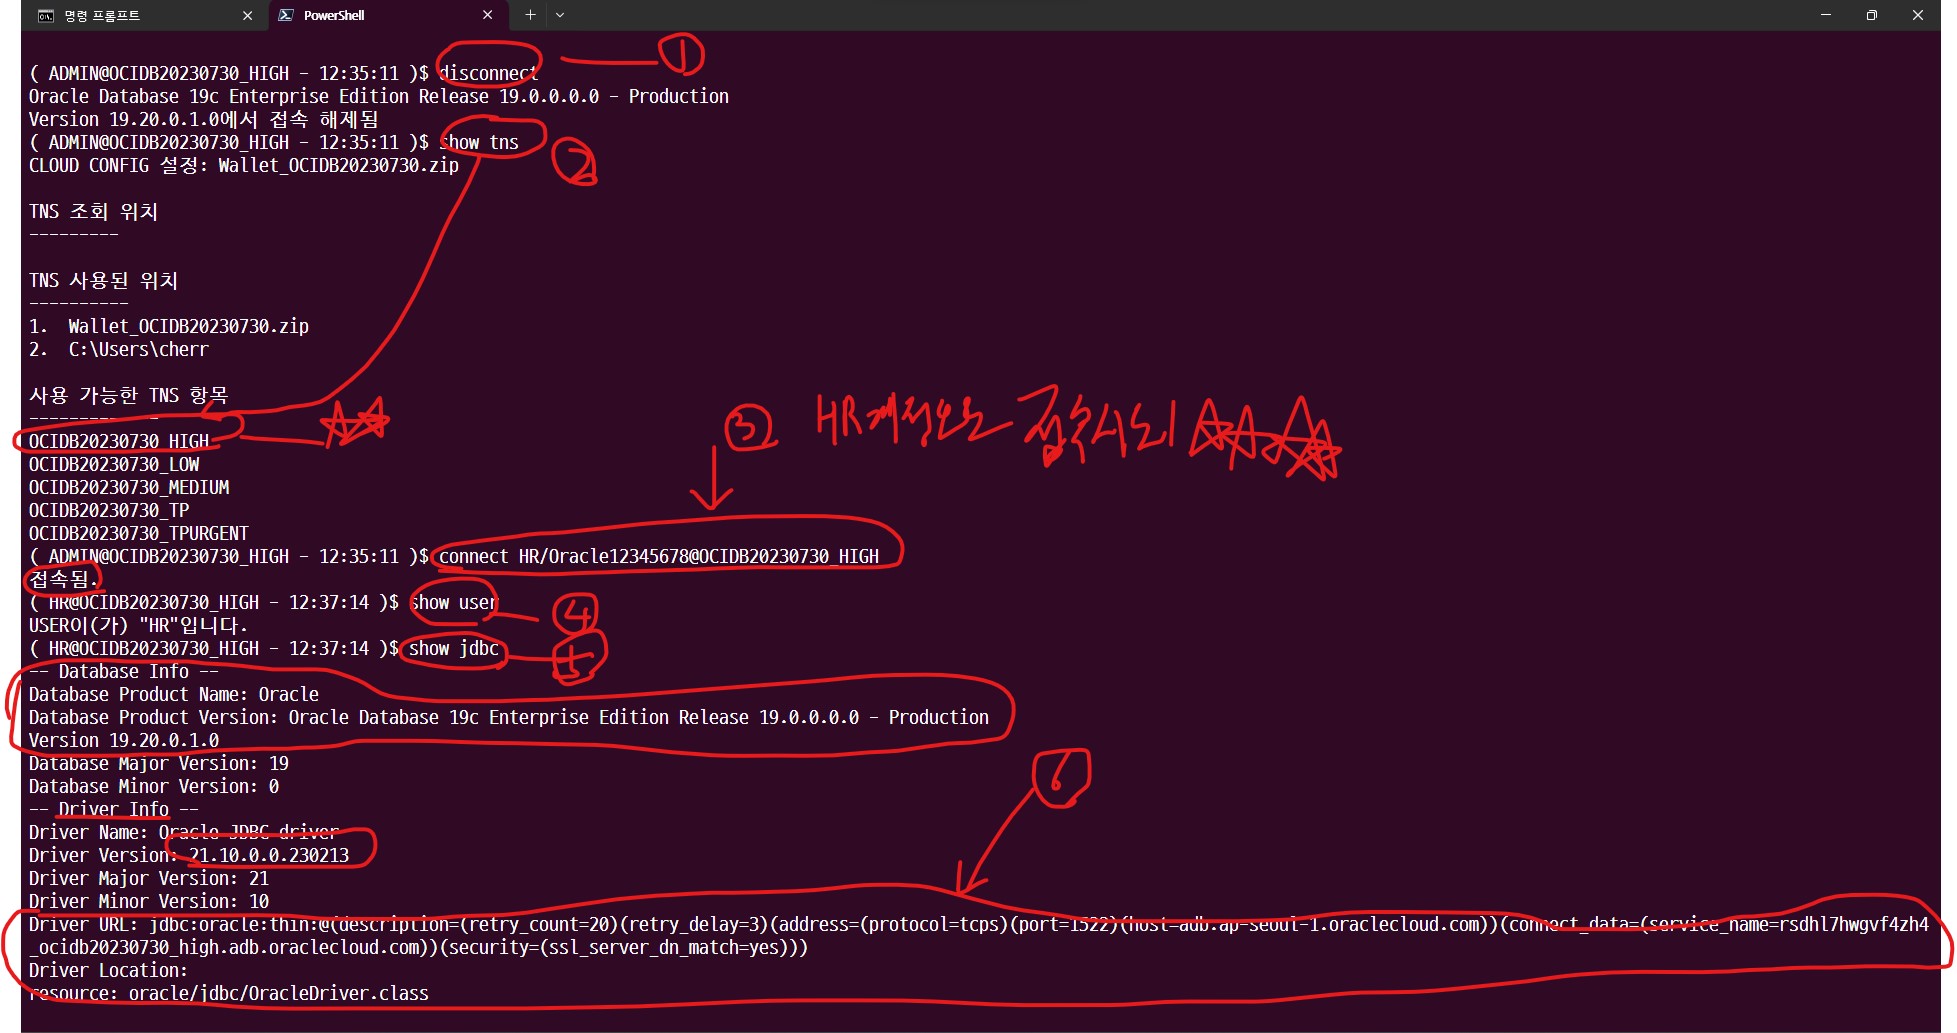 명령 프롬프트
PowerShell
( ADMIN@OCIDB20230730_HIGH - 12:35:11 )$ disconnect
①
Oracle Database 19c Enterprise Edition Release 19.0.0.0.0 - Production
Version 19.20.0.1.0에서 접속 해제됨
( ADMIN@OCIDB20230730_HIGH - 12:35:11 )$ show tns
②
CLOUD CONFIG 설정: Wallet_OCIDB20230730.zip
TNS 조회 위치
---------
TNS 사용된 위치
----------
1.  Wallet_OCIDB20230730.zip
2.  C:\Users\cherr
사용 가능한 TNS 항목
-------------
OCIDB20230730_HIGH
③ HR계정으로 접속시도!
OCIDB20230730_LOW
OCIDB20230730_MEDIUM
OCIDB20230730_TP
OCIDB20230730_TPURGENT
( ADMIN@OCIDB20230730_HIGH - 12:35:11 )$ connect HR/Oracle12345678@OCIDB20230730_HIGH
접속됨.
( HR@OCIDB20230730_HIGH - 12:37:14 )$ show user
④
USER이(가) "HR"입니다.
( HR@OCIDB20230730_HIGH - 12:37:14 )$ show jdbc
⑤
-- Database Info --
Database Product Name: Oracle
Database Product Version: Oracle Database 19c Enterprise Edition Release 19.0.0.0.0 - Production
Version 19.20.0.1.0
Database Major Version: 19
Database Minor Version: 0
⑥
-- Driver Info --
Driver Name: Oracle JDBC driver
Driver Version: 21.10.0.0.230213
Driver Major Version: 21
Driver Minor Version: 10
Driver URL: jdbc:oracle:thin:@(description=(retry_count=20)(retry_delay=3)(address=(protocol=tcps)(port=1522)(host=adb.ap-seoul-1.oraclecloud.com))(connect_data=(service_name=rsdhl7hwgvf4zh4
_ocidb20230730_high.adb.oraclecloud.com))(security=(ssl_server_dn_match=yes)))
Driver Location:
resource: oracle/jdbc/OracleDriver.class